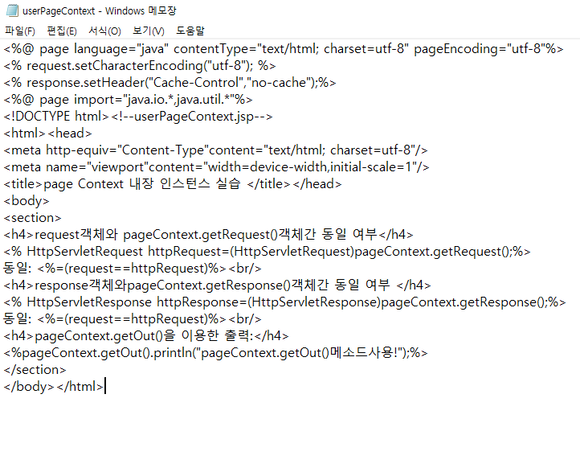 userPageContext - Windows 메모장
파일(F) 편집(E) 서식(O) 보기(V) 도움말
<%@ page language="java" contentType="text/html; charset=utf-8" pageEncoding="utf-8"%>
<% request.setCharacterEncoding("utf-8"); %>
<% response.setHeader("Cache-Control","no-cache");%>
<%@ page import="java.io.*,java.util.*"%>
<!DOCTYPE html><!--userPageContext.jsp-->
<html><head>
<meta http-equiv="Content-Type"content="text/html; charset=utf-8"/>
<meta name="viewport"content="width=device-width,initial-scale=1"/>
<title>page Context 내장 인스턴스 실습 </title></head>
<body>
<section>
<h4>request객체와 pageContext.getRequest()객체간 동일 여부</h4>
<% HttpServletRequest httpRequest=(HttpServletRequest)pageContext.getRequest();%>
동일: <%=(request==httpRequest)%><br/>
<h4>response객체와pageContext.getResponse()객체간 동일 여부 </h4>
<% HttpServletResponse httpResponse=(HttpServletResponse)pageContext.getResponse();%>
동일: <%=(request==httpRequest)%><br/>
<h4>pageContext.getOut()을 이용한 출력:</h4>
<%pageContext.getOut().println("pageContext.getOut()메소드사용!");%>
</section>
</body></html>